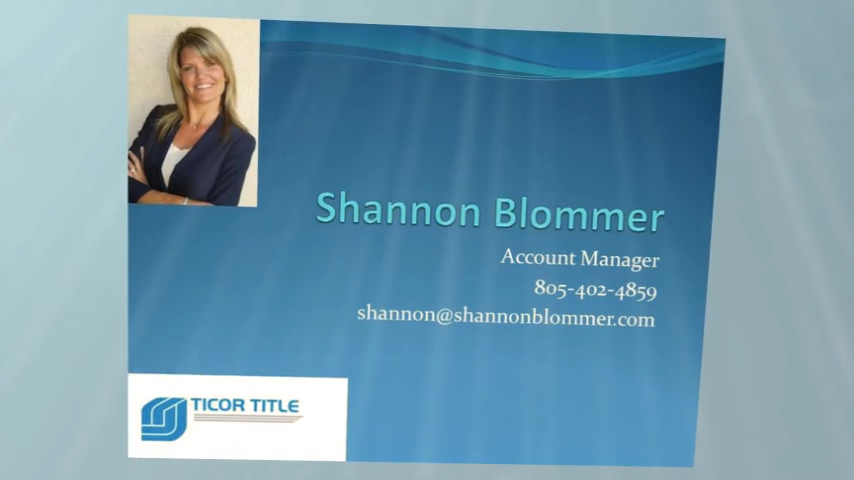 Shannon Blommer
Account Manager
805-402-4859
shannon@shannonblommer.com
TICOR TITLE